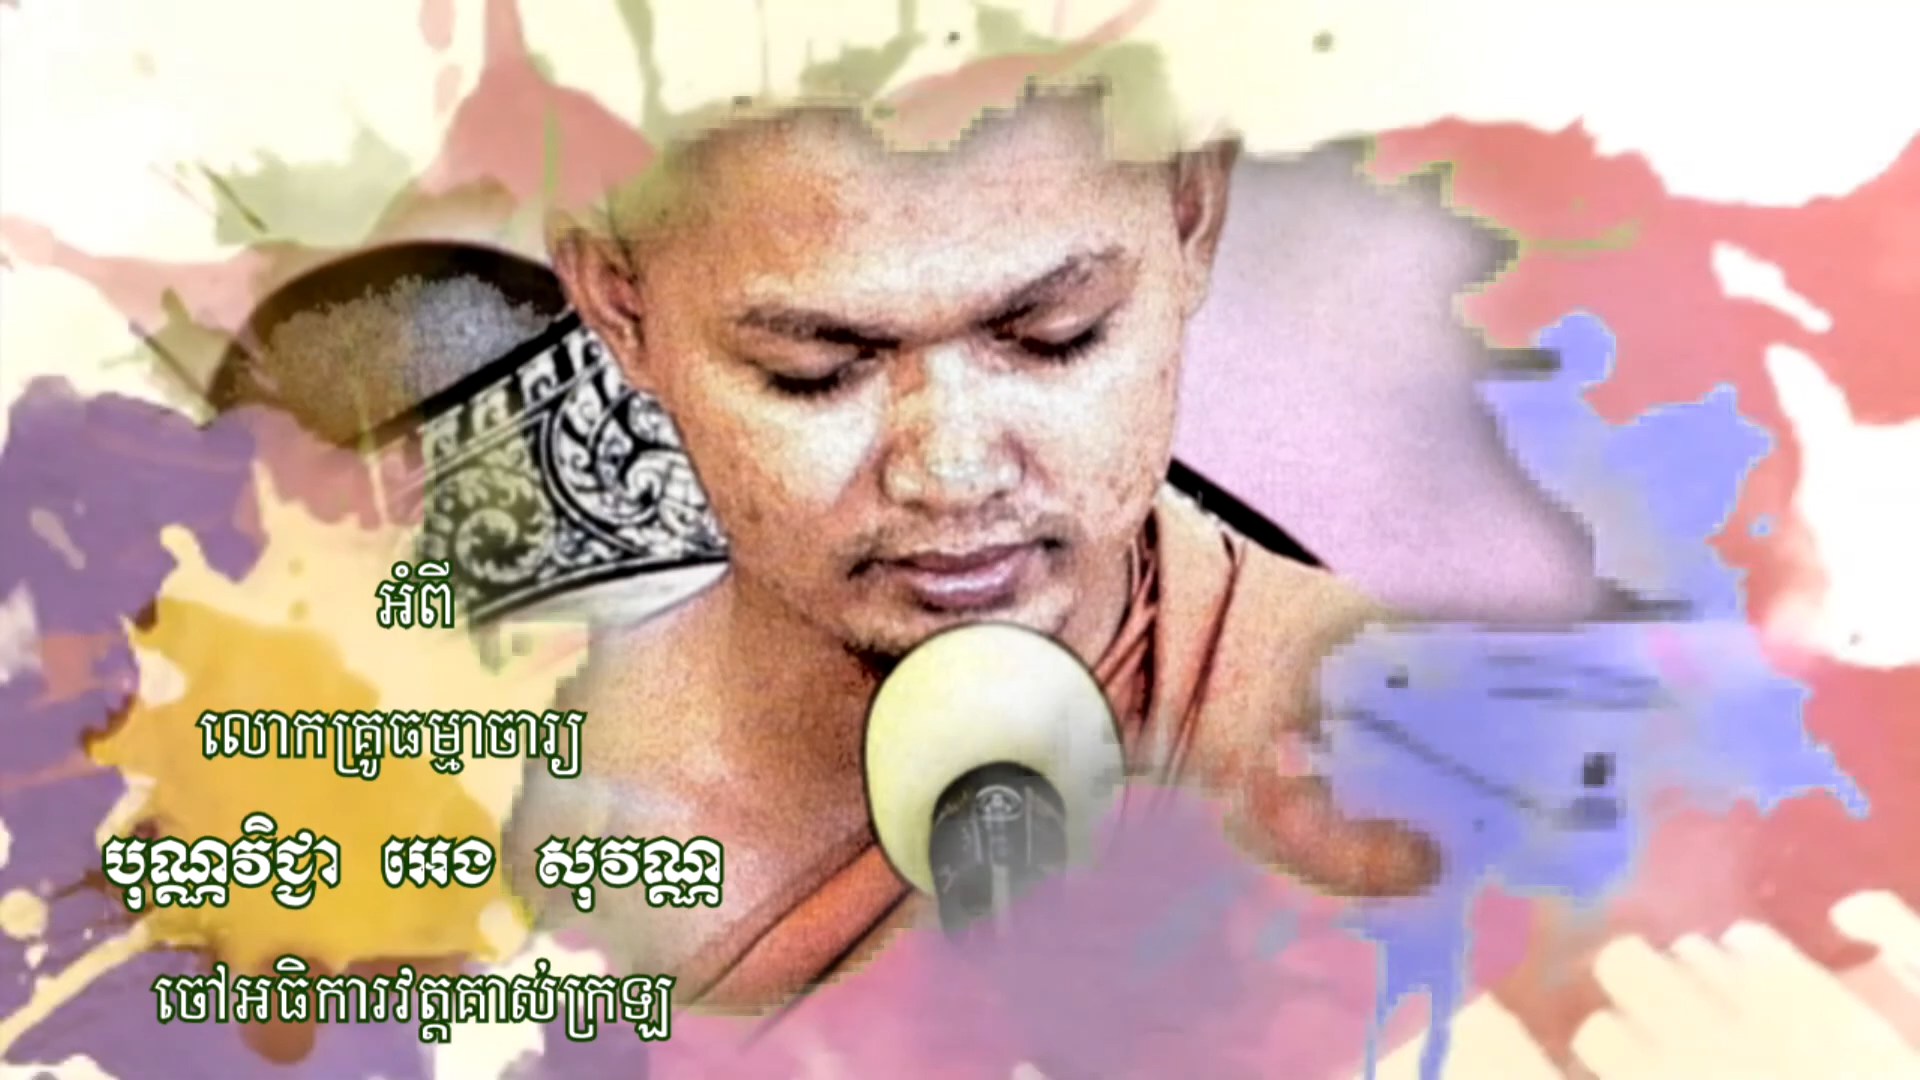 អំពី
លោកគ្រូធម្មាចារ្យ
បុណ្ណវិជ្ជា អេង សុវណ្ណ
ចៅអធិការវត្តគាស់ក្រឡ